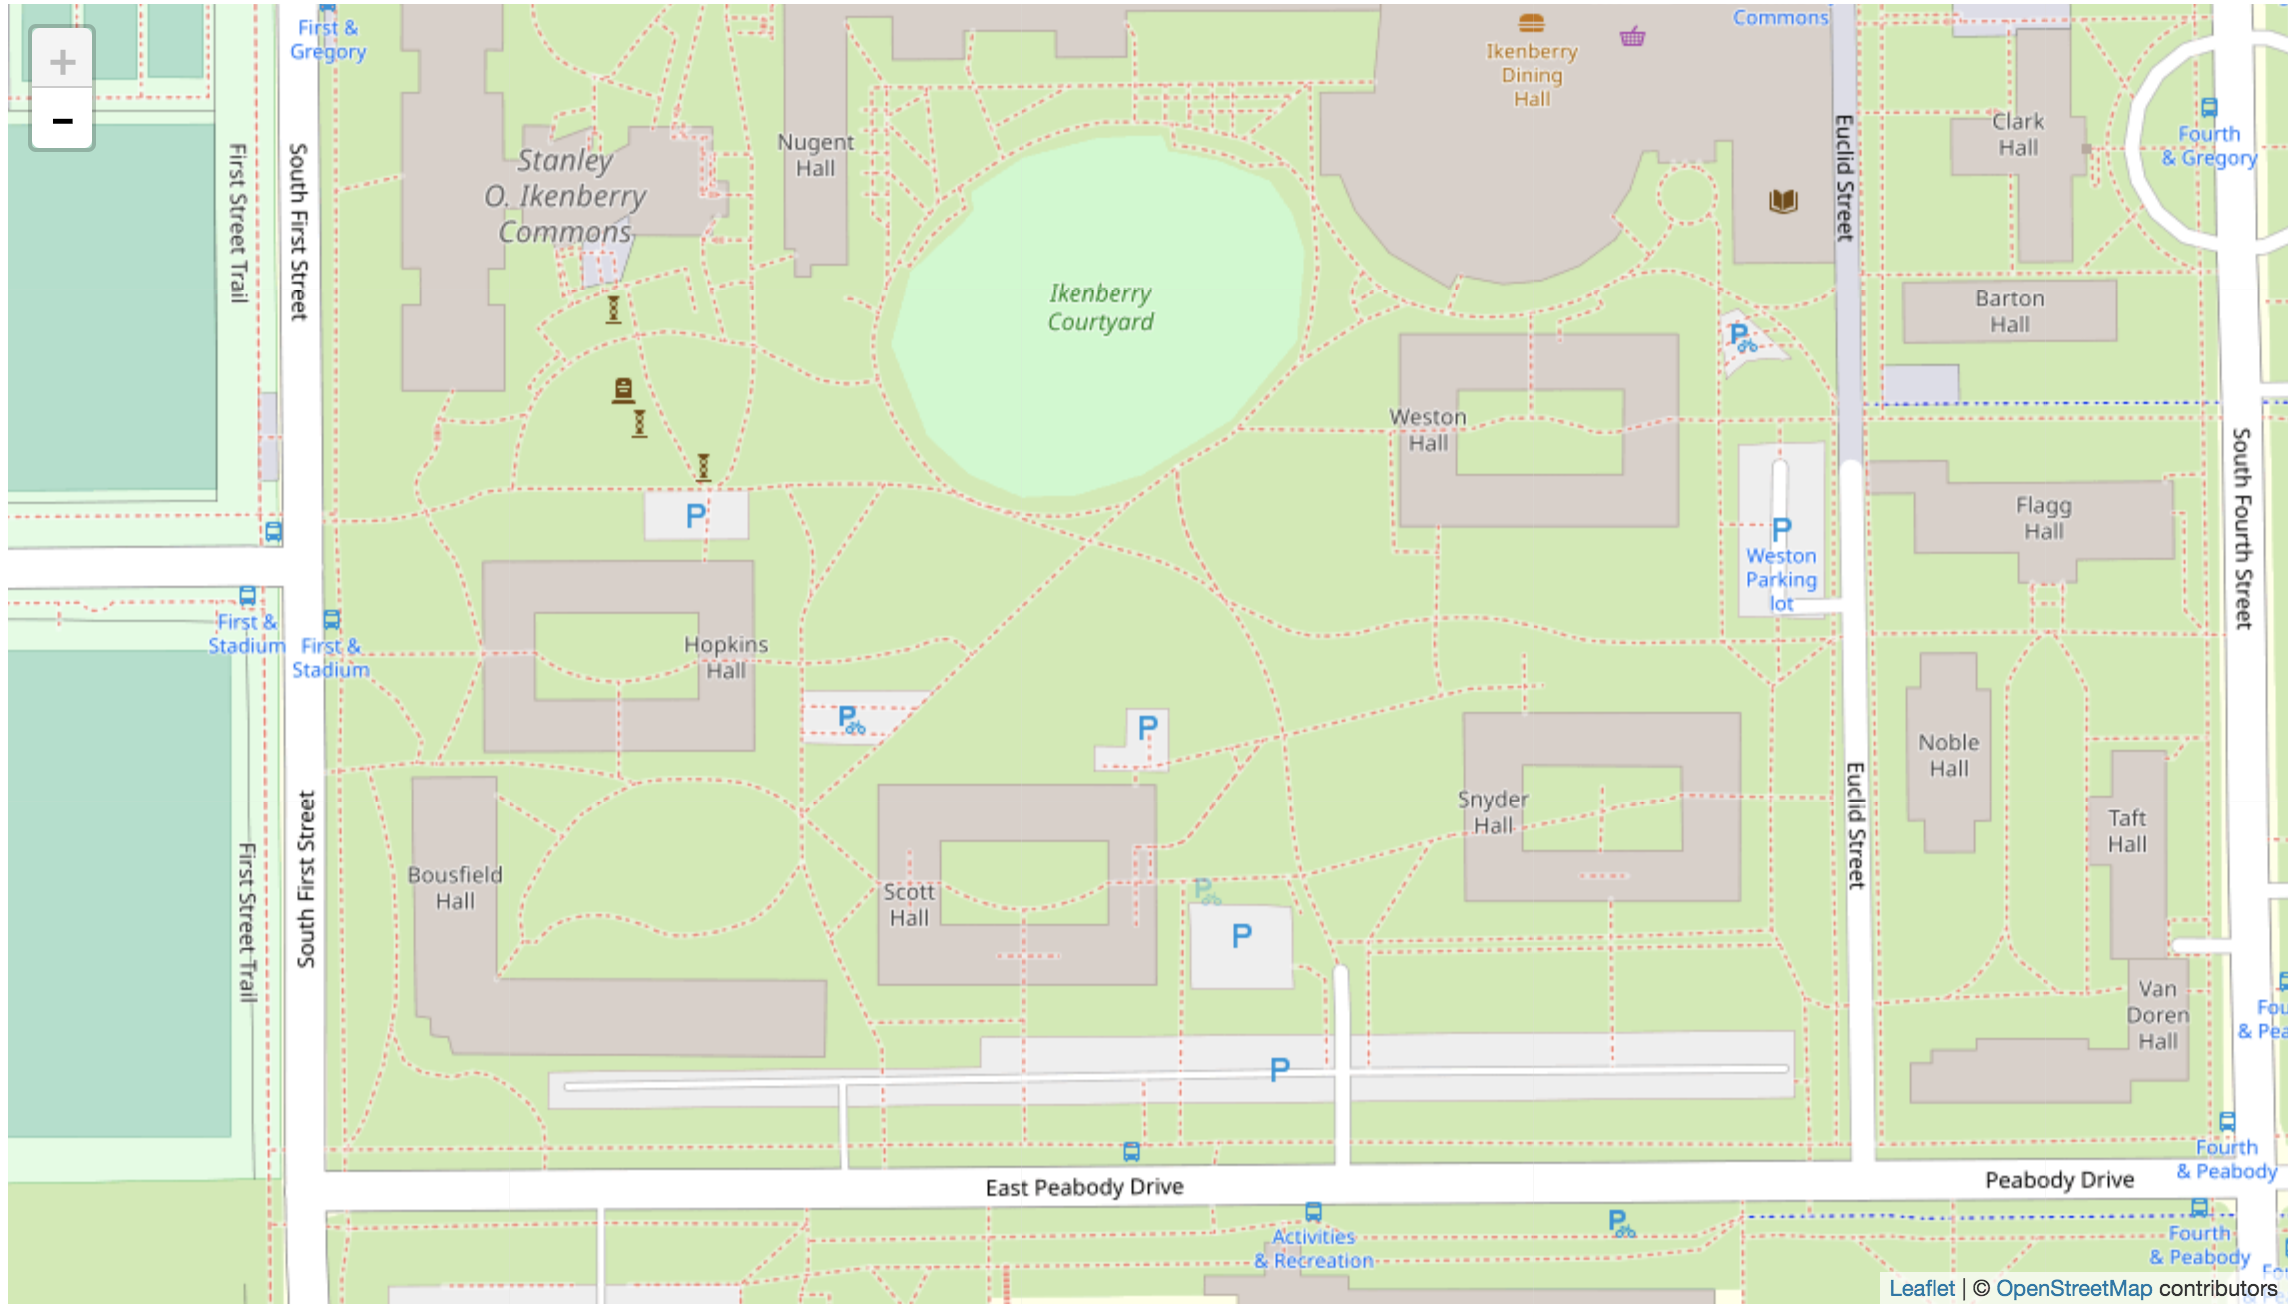 +
-
First &
Gregory
Commons
Ikenberry
Dining
Hall
First Street Trail
South First Street
Stanley
O. Ikenberry
Commons
Nugent
Hall
Euclid Street
Clark
Hall
Fourth
& Gregory
Ikenberry
Courtyard
Barton
Hall
Weston
Hall
P
P
P
Weston
Parking
lot
Flagg
Hall
South Fourth Street
First &
Stadium
First &
Stadium
Hopkins
Hall
P
P
Noble
Hall
Euclid Street
Snyder
Hall
Taft
Hall
South First Street
First Street Trail
Bousfield
Hall
Scott
Hall
P
P
Van
Doren
Hall
Fou
& Pea
P
Fourth
& Peabody
East Peabody Drive
Peabody Drive
P
Activities
& Recreation
Fourth
& Peabody
Leaflet | © OpenStreetMap contributors